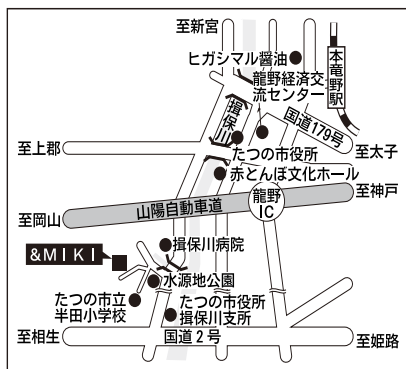 至新宮
ヒガシマル醤油
本竜野駅
龍野経済交
流センター
国道179号
揖保川
至上郡
至太子
たつの市役所
赤とんぼ文化ホール
至神戸
山陽自動車道
龍野
IC
至岡山
揖保川病院
&MIKI
水源地公園
たつの市立
半田小学校
たつの市役所
揖保川支所
国道2号
至相生
至姫路